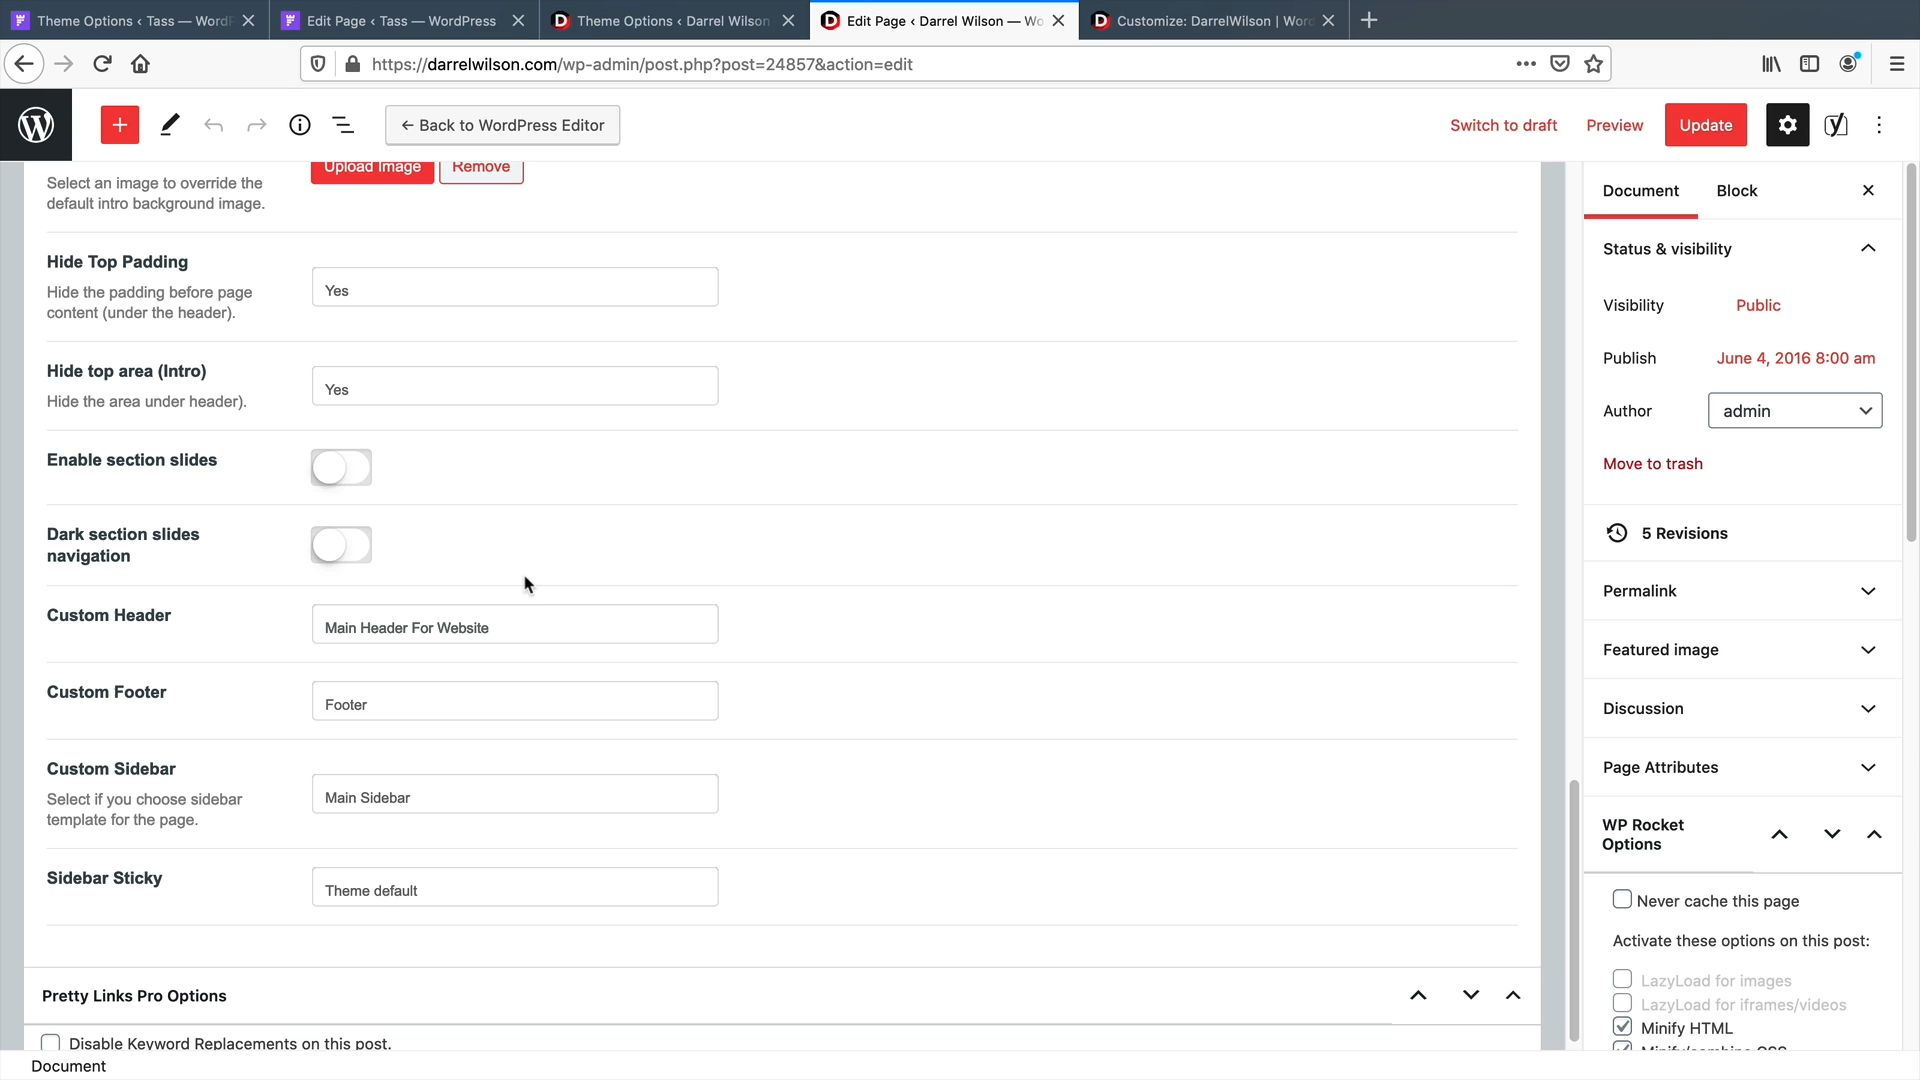 Theme Options ‹ Tass — WordP
Edit Page ‹ Tass — WordPress
Theme Options ‹ Darrel Wilson
Edit Page ‹ Darrel Wilson — Wo
Customize: DarrelWilson | Word
https://darrelwilson.com/wp-admin/post.php?post=24857&action=edit
← Back to WordPress Editor
Switch to draft
Preview
Update
Upload Image
Remove
Select an image to override the
default intro background image.
Hide Top Padding
Hide the padding before page
content (under the header).
Yes
Hide top area (Intro)
Hide the area under header).
Yes
Enable section slides
Dark section slides
navigation
Custom Header
Main Header For Website
Custom Footer
Footer
Custom Sidebar
Select if you choose sidebar
template for the page.
Main Sidebar
Sidebar Sticky
Theme default
Pretty Links Pro Options
Disable Keyword Replacements on this post.
Document
Document
Block
Status & visibility
Visibility
Public
Publish
June 4, 2016 8:00 am
Author
admin
Move to trash
5 Revisions
Permalink
Featured image
Discussion
Page Attributes
WP Rocket
Options
Never cache this page
Activate these options on this post:
LazyLoad for images
LazyLoad for iframes/videos
Minify HTML
Minify/combine CSS